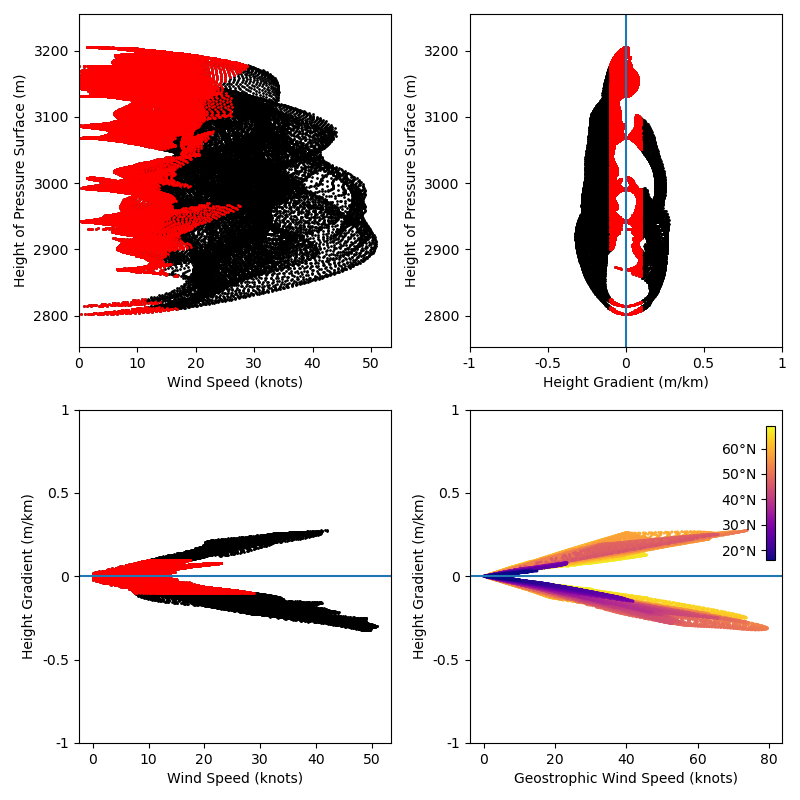 3200
3100
3000
2900
2800
Height of Pressure Surface (m)
0 10 20 30 40 50
Wind Speed (knots)
3200
3100
3000
2900
2800
Height of Pressure Surface (m)
-1 -0.5 0 0.5 1
Height Gradient (m/km)
1
0.5
0
-0.5
-1
Height Gradient (m/km)
0 10 20 30 40 50
Wind Speed (knots)
1
0.5
0
-0.5
-1
Height Gradient (m/km)
60°N
50°N
40°N
30°N
20°N
0 20 40 60 80
Geostrophic Wind Speed (knots)